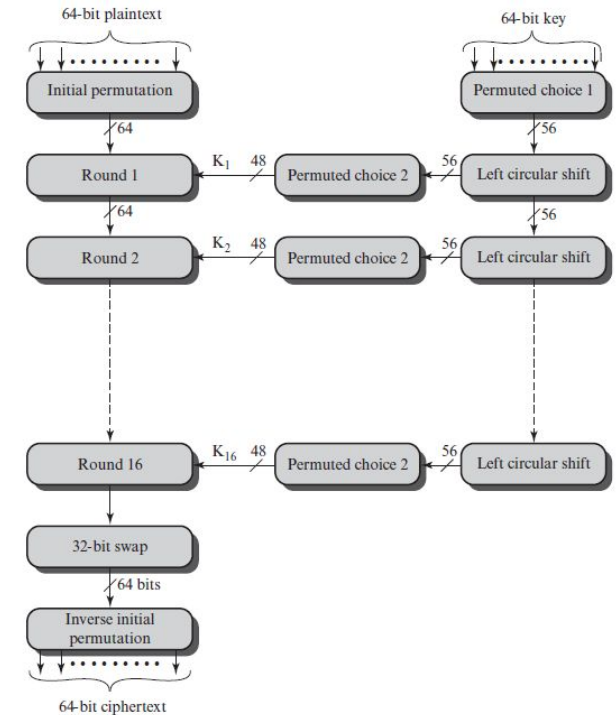 64-bit plaintext
64-bit key
Initial permutation
Permuted choice 1
64
56
Round 1
K1
48
Permuted choice 2
56
Left circular shift
64
56
Round 2
K2
48
Permuted choice 2
56
Left circular shift
Round 16
K16
48
Permuted choice 2
56
Left circular shift
32-bit swap
64 bits
Inverse initial
permutation
64-bit ciphertext